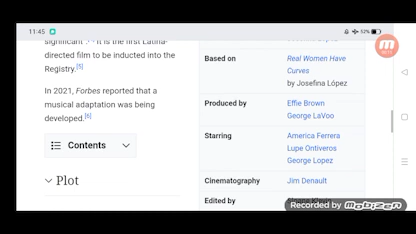 11:45
52%
significant".[4] It is the first Latina-
directed film to be inducted into the
Registry.[5]
In 2021, Forbes reported that a
musical adaptation was being
developed.[6]
Contents
Plot
Based on
Real Women Have
Curves
by Josefina López
Produced by
Effie Brown
George LaVoo
Starring
America Ferrera
Lupe Ontiveros
George Lopez
Cinematography
Jim Denault
Edited by
Recorded by mobizen